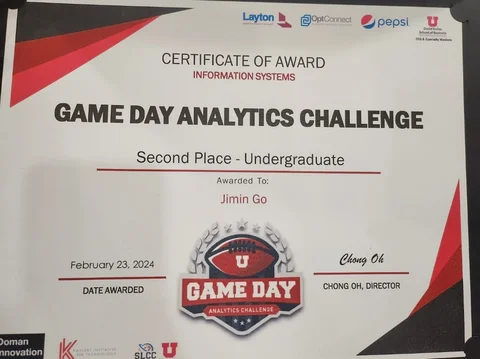 Layton
OptConnect
pepsi
U
CERTIFICATE OF AWARD
INFORMATION SYSTEMS
GAME DAY ANALYTICS CHALLENGE
Second Place - Undergraduate
Awarded To:
Jimin Go
U
GAME DAY
ANALYTICS CHALLENGE
February 23, 2024
DATE AWARDED
Chong Oh
CHONG OH, DIRECTOR
Doman
nnovation
K
SLCC
U